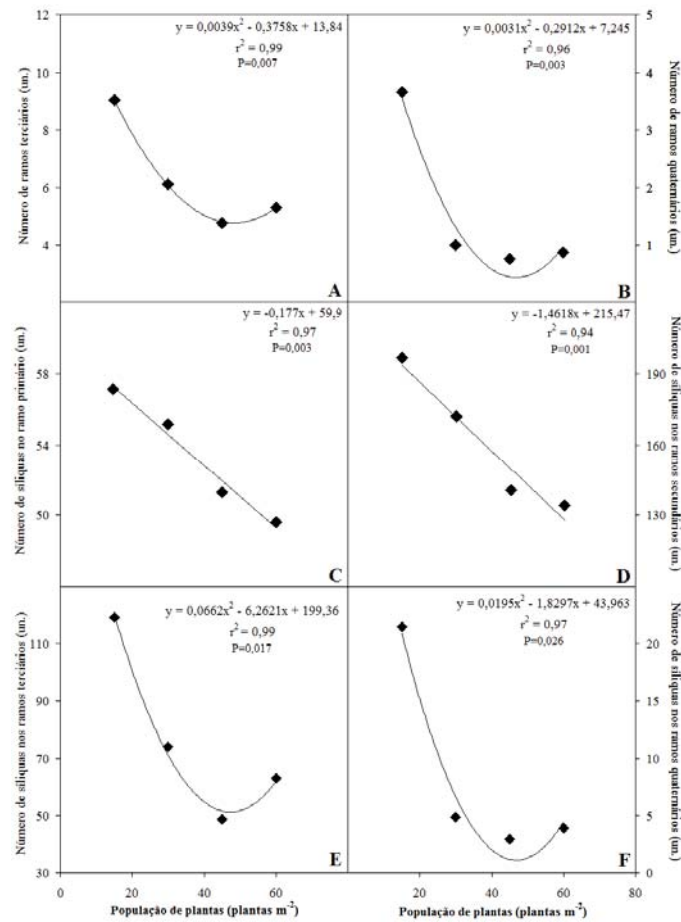 y = 0,0039x² - 0,3758x + 13,84
r² = 0,99
P=0,007
12
10
8
6
4
Número de ramos terciários (un.)
A
y = 0,0031x² - 0,2912x + 7,245
r² = 0,96
P=0,003
5
4
3
2
1
Número de ramos quaternários (un.)
B
y = -0,177x + 59,9
r² = 0,97
P=0,003
58
54
50
Número de síliquas no ramo primário (un.)
C
y = -1,4618x + 215,47
r² = 0,94
P=0,001
190
160
130
Número de síliquas nos ramos secundários (un.)
D
y = 0,0662x² - 6,2621x + 199,36
r² = 0,99
P=0,017
110
90
70
50
30
Número de síliquas nos ramos terciários (un.)
E
0
20
40
60
População de plantas (plantas m⁻²)
y = 0,0195x² - 1,8297x + 43,963
r² = 0,97
P=0,026
20
15
10
5
0
Número de síliquas nos ramos quaternários (un.)
F
20
40
60
80
População de plantas (plantas m⁻²)